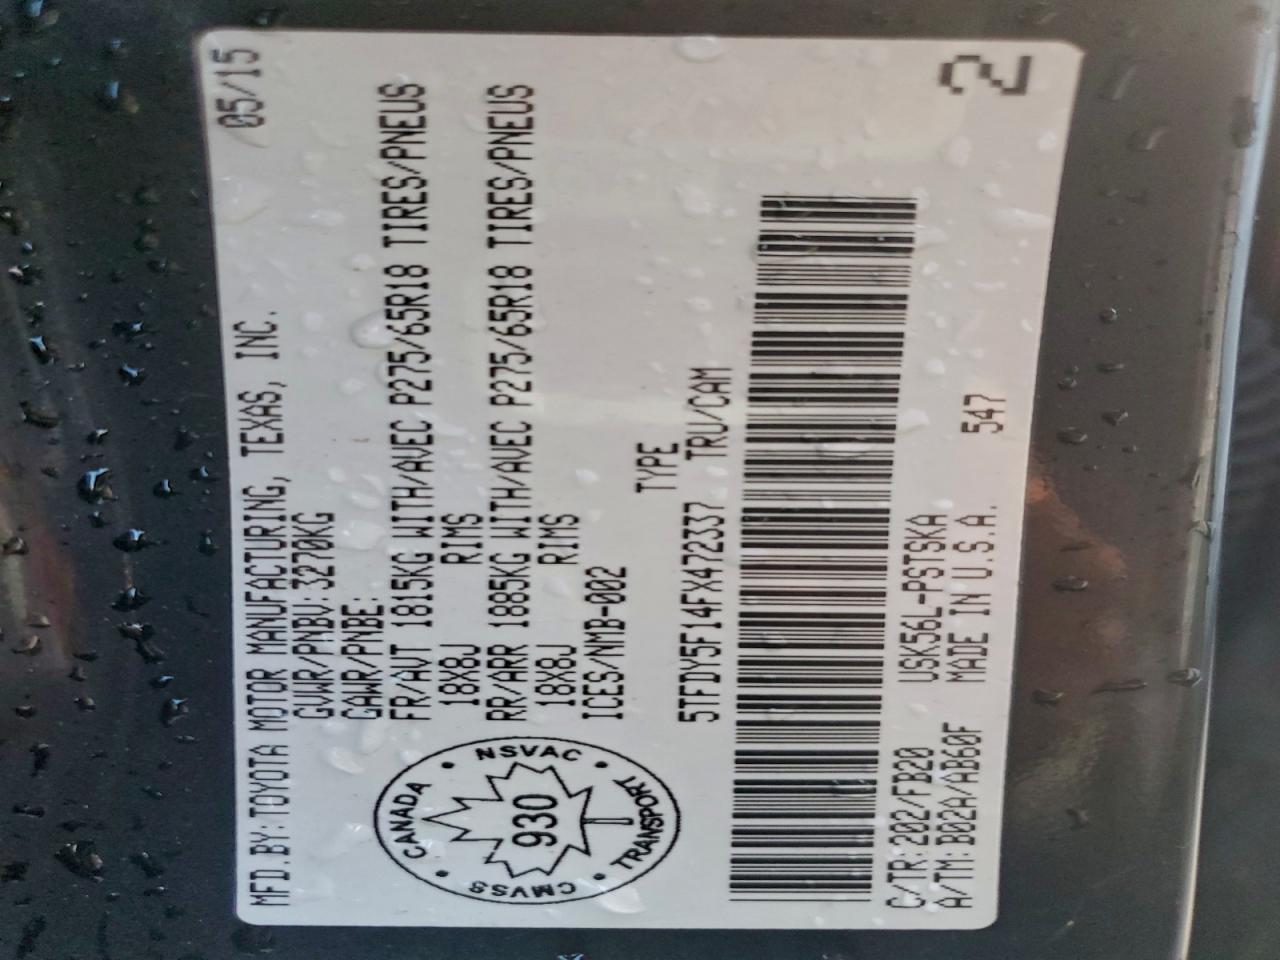 MFD.BY:TOYOTA MOTOR MANUFACTURING, TEXAS, INC. 05/15
GVWR/PNBV:3270KG
GAWR/PNBE:
FR/AVT 1815KG WITH/AVEC P275/65R18 TIRES/PNEUS
18X8J RIMS
RR/ARR 1885KG WITH/AVEC P275/65R18 TIRES/PNEUS
18X8J RIMS
ICES/NMB-002
CANADA • NSVAC • TRANSPORT • CMVSS •
930
TYPE
5TFDY5F14FX472337 TRU/CAM
C/TR:202/FB20 USK56L-PSTSKA
A/TM:B02A/AB60F MADE IN U.S.A. 547
2